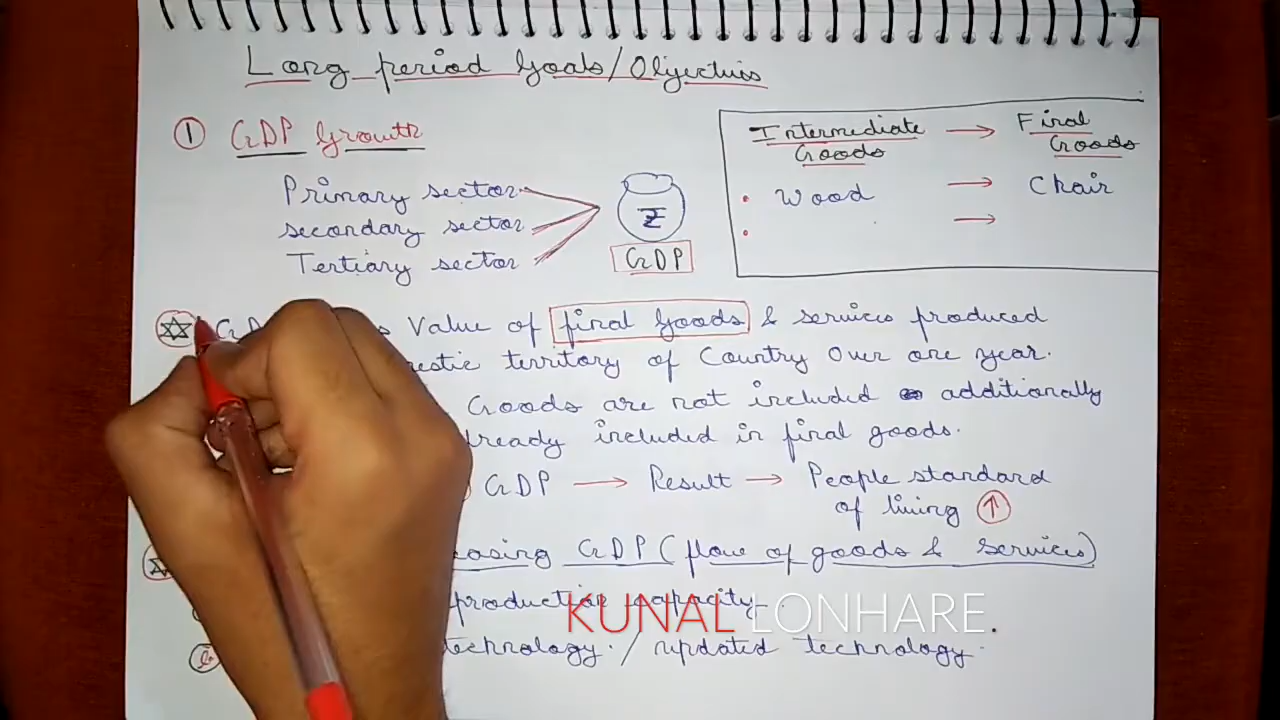 Long period Goals/Objectives
① GDP Growth
Primary sector
secondary sector
Tertiary sector
GDP
Intermediate Goods → Final Goods
• Wood → Chair
• →
Value of final Goods & services produced
territory of Country Over one year.
Goods are not included additionally
already included in final goods.
GDP → Result → People standard
of living ↑
GDP (flow of goods & services)
production capacity
technology / updated technology.
KUNAL LONHARE